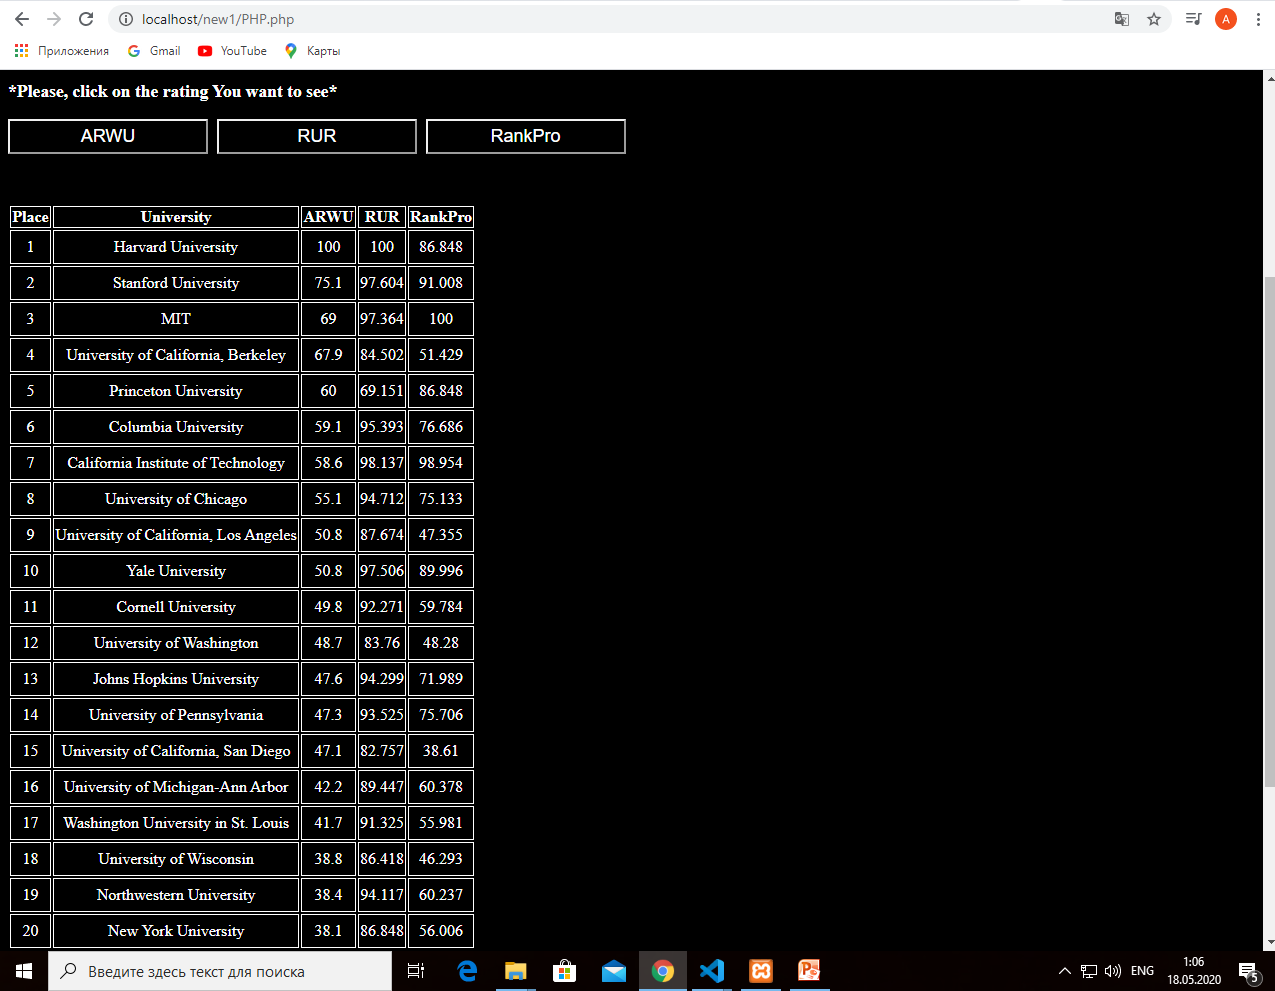 localhost/new1/PHP.php
A
Приложения Gmail YouTube Карты
*Please, click on the rating You want to see*
ARWU RUR RankPro
Place University ARWU RUR RankPro
1 Harvard University 100 100 86.848
2 Stanford University 75.1 97.604 91.008
3 MIT 69 97.364 100
4 University of California, Berkeley 67.9 84.502 51.429
5 Princeton University 60 69.151 86.848
6 Columbia University 59.1 95.393 76.686
7 California Institute of Technology 58.6 98.137 98.954
8 University of Chicago 55.1 94.712 75.133
9 University of California, Los Angeles 50.8 87.674 47.355
10 Yale University 50.8 97.506 89.996
11 Cornell University 49.8 92.271 59.784
12 University of Washington 48.7 83.76 48.28
13 Johns Hopkins University 47.6 94.299 71.989
14 University of Pennsylvania 47.3 93.525 75.706
15 University of California, San Diego 47.1 82.757 38.61
16 University of Michigan-Ann Arbor 42.2 89.447 60.378
17 Washington University in St. Louis 41.7 91.325 55.981
18 University of Wisconsin 38.8 86.418 46.293
19 Northwestern University 38.4 94.117 60.237
20 New York University 38.1 86.848 56.006
Введите здесь текст для поиска
ENG
1:06
18.05.2020
5